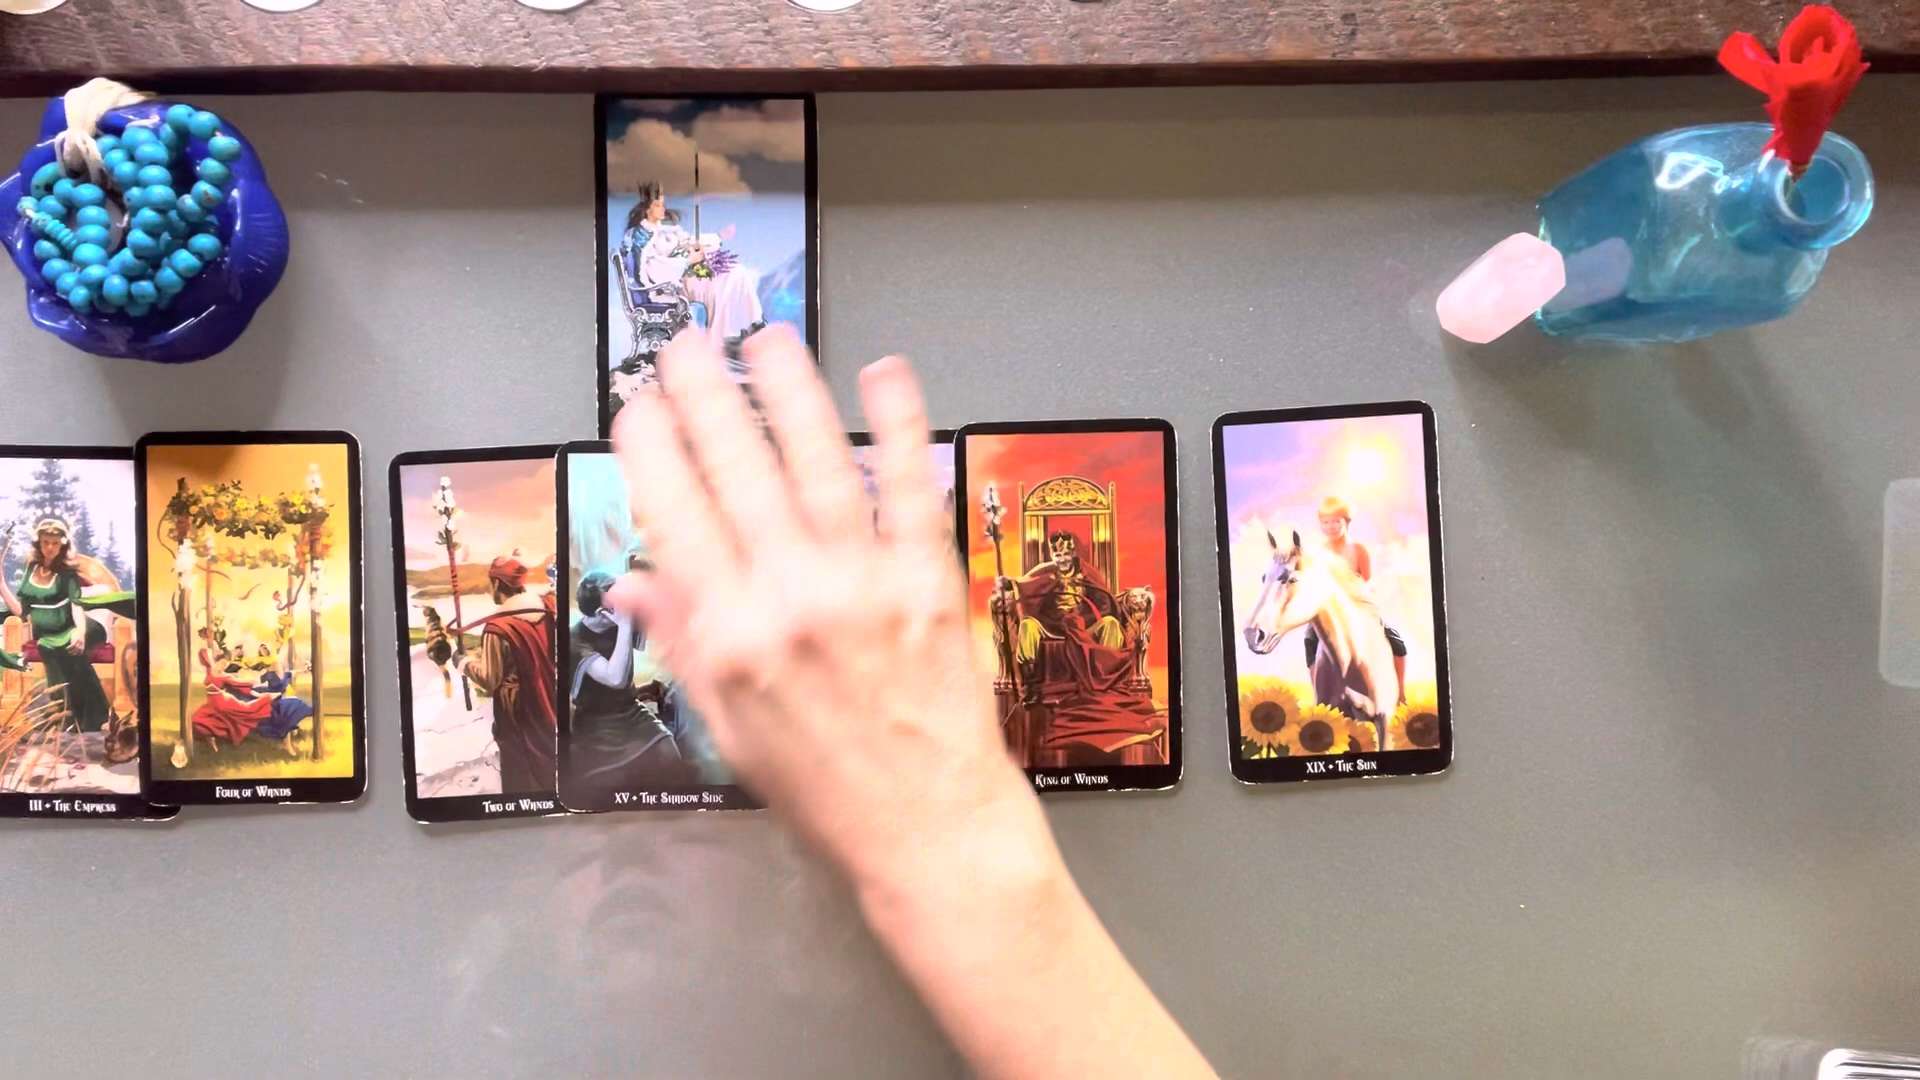 III • The Empress
Four of Wands
Two of Wands
XV • The Shadow Side
King of Wands
XIX • The Sun